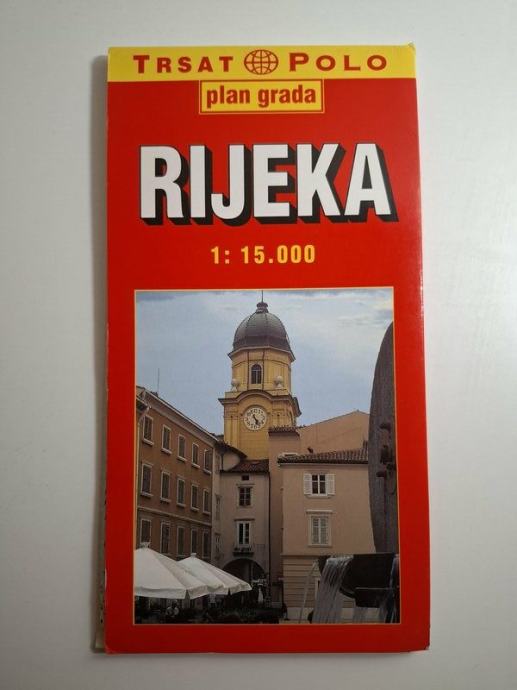 TRSAT POLO
plan grada
RIJEKA
1: 15.000